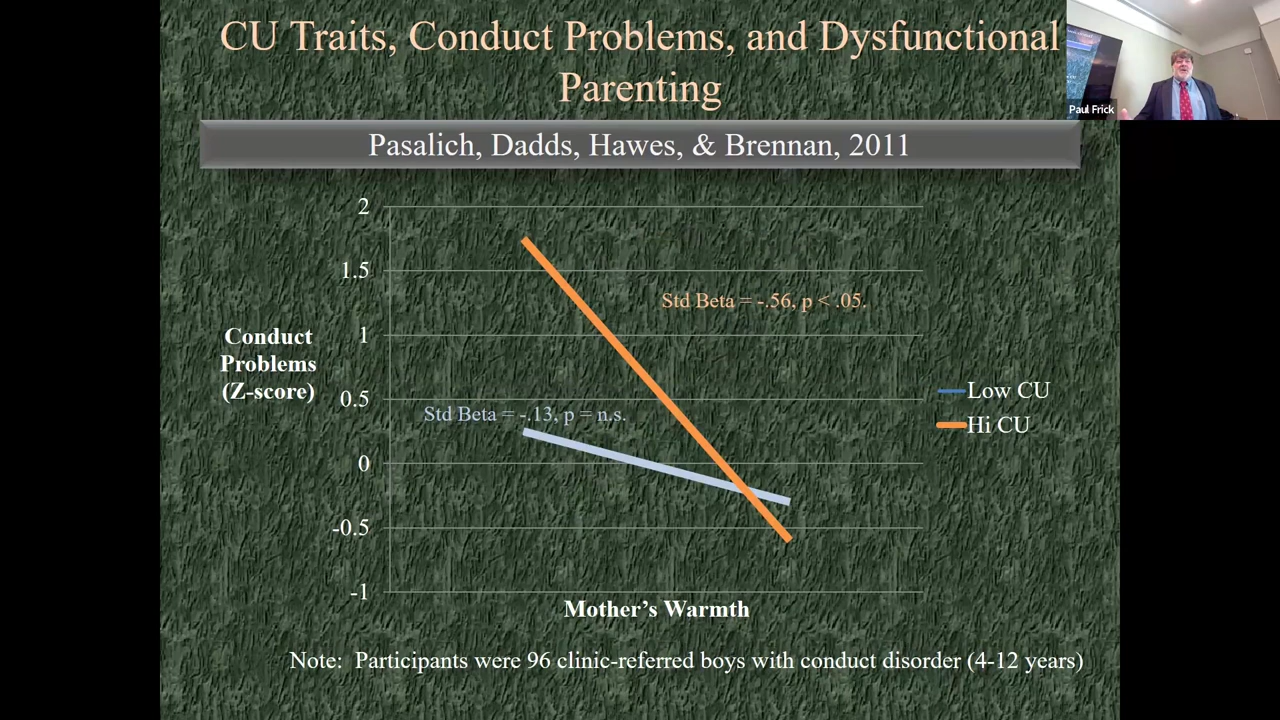 CU Traits, Conduct Problems, and Dysfunctional
Parenting
Paul Frick
Pasalich, Dadds, Hawes, & Brennan, 2011
2
1.5
1
0.5
0
-0.5
-1
Conduct
Problems
(Z-score)
Std Beta = -.56, p < .05.
Std Beta = -.13, p = n.s.
Low CU
Hi CU
Mother’s Warmth
Note: Participants were 96 clinic-referred boys with conduct disorder (4-12 years)